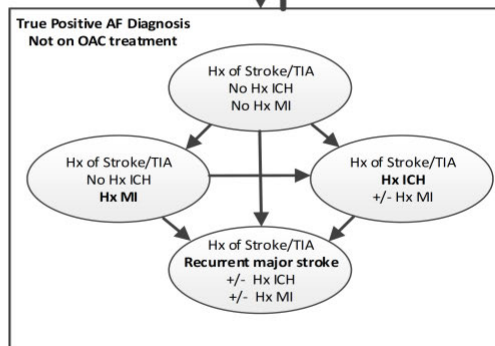 True Positive AF Diagnosis
Not on OAC treatment
Hx of Stroke/TIA
No Hx ICH
No Hx MI
Hx of Stroke/TIA
No Hx ICH
Hx MI
Hx of Stroke/TIA
Hx ICH
+/- Hx MI
Hx of Stroke/TIA
Recurrent major stroke
+/- Hx ICH
+/- Hx MI